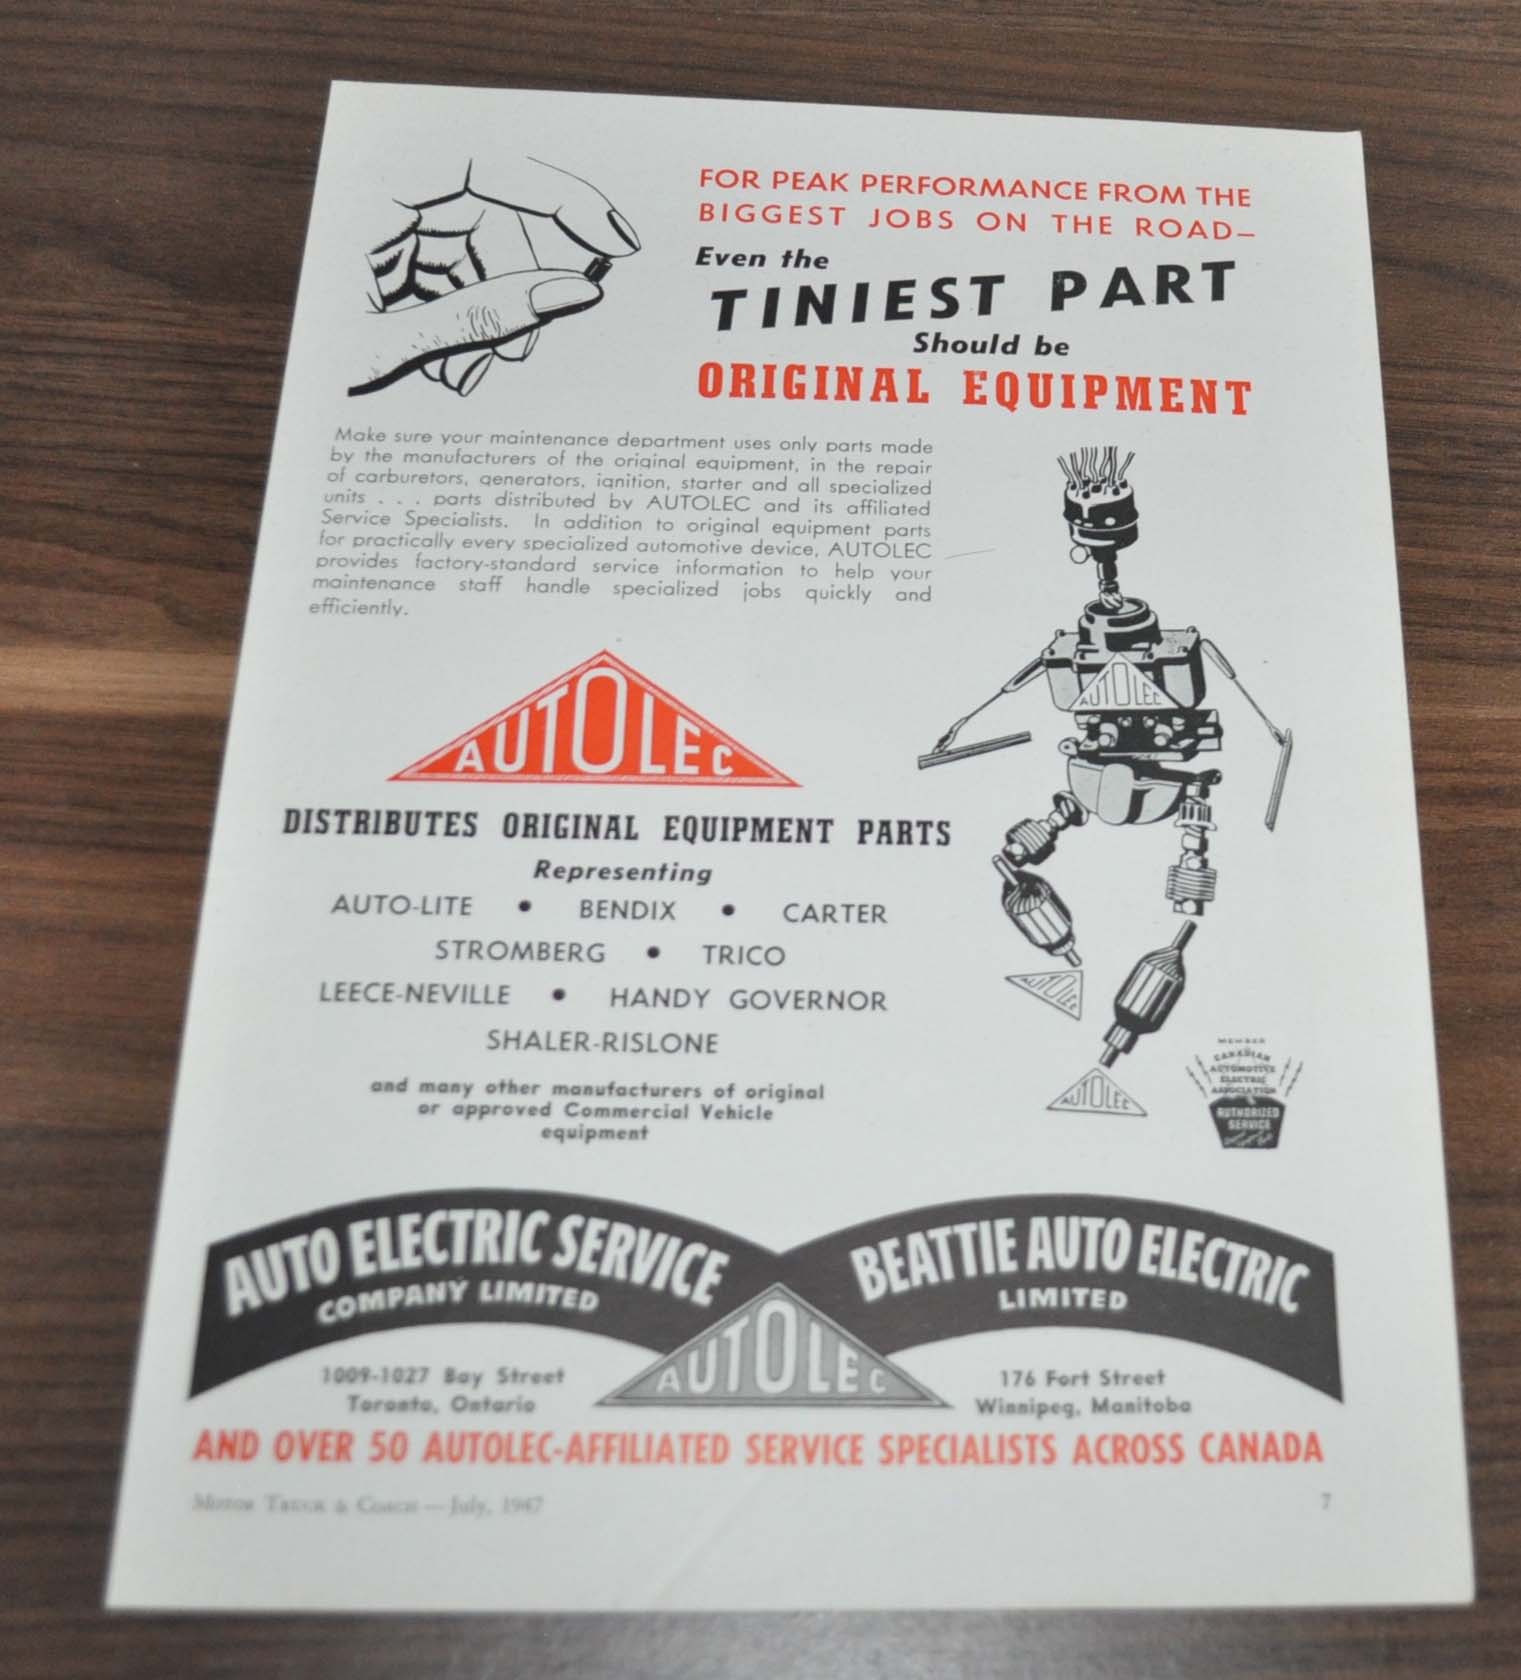 FOR PEAK PERFORMANCE FROM THE
BIGGEST JOBS ON THE ROAD—
Even the
TINIEST PART
Should be
ORIGINAL EQUIPMENT
Make sure your maintenance department uses only parts made
by the manufacturers of the original equipment, in the repair
of carburetors, generators, ignition, starter and all specialized
units . . . parts distributed by AUTOLEC and its affiliated
Service Specialists. In addition to original equipment parts
for practically every specialized automotive device, AUTOLEC
provides factory-standard service information to help your
maintenance staff handle specialized jobs quickly and
efficiently.
AUTOLEC
AUTOLEC
DISTRIBUTES ORIGINAL EQUIPMENT PARTS
Representing
AUTO-LITE • BENDIX • CARTER
STROMBERG • TRICO
LEECE-NEVILLE • HANDY GOVERNOR
SHALER-RISLONE
and many other manufacturers of original
or approved Commercial Vehicle
equipment
AUTOLEC
AUTOLEC
MEMBER
CANADIAN
AUTOMOTIVE
ELECTRIC
ASSOCIATION
AUTHORIZED
SERVICE
AUTO ELECTRIC SERVICE
COMPANY LIMITED
BEATTIE AUTO ELECTRIC
LIMITED
AUTOLEC
1009-1027 Bay Street
Toronto, Ontario
176 Fort Street
Winnipeg, Manitoba
AND OVER 50 AUTOLEC-AFFILIATED SERVICE SPECIALISTS ACROSS CANADA
MOTOR TRUCK & COACH — July, 1947
7